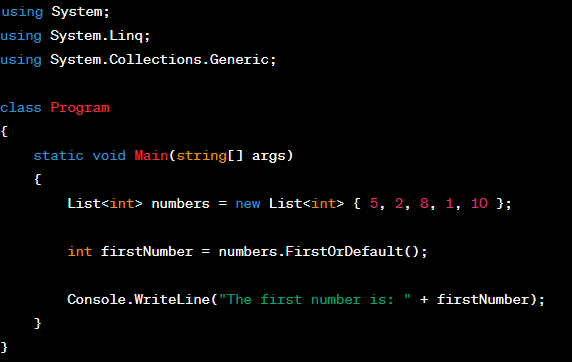 using System;
using System.Linq;
using System.Collections.Generic;

class Program
{
    static void Main(string[] args)
    {
        List<int> numbers = new List<int> { 5, 2, 8, 1, 10 };

        int firstNumber = numbers.FirstOrDefault();

        Console.WriteLine("The first number is: " + firstNumber);
    }
}